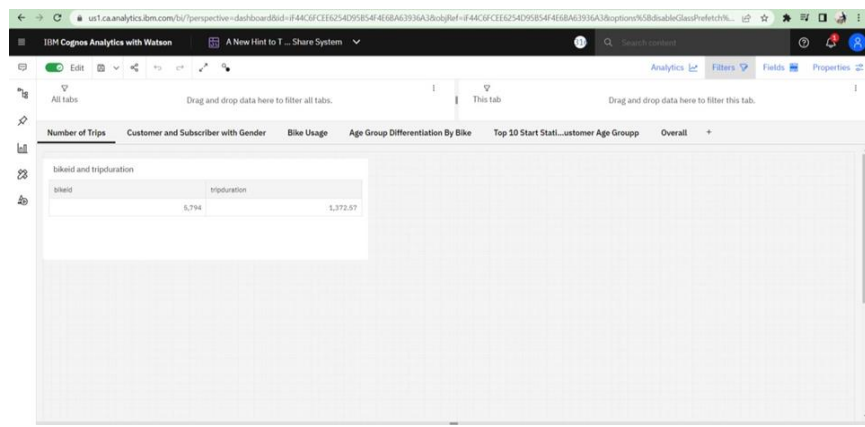 us1.ca.analytics.ibm.com/bi/?perspective=dashboard&id=iF44C6FCEE6254D95B54F4E6BA63936A3&objRef=iF44C6FCEE6254D95B54F4E6BA63936A3&options%5BdisableGlassPrefetch%...
IBM Cognos Analytics with Watson
A New Hint to T ... Share System
Search content
Edit
Analytics
Filters
Fields
Properties
All tabs
Drag and drop data here to filter all tabs.
This tab
Drag and drop data here to filter this tab.
Number of Trips
Customer and Subscriber with Gender
Bike Usage
Age Group Differentiation By Bike
Top 10 Start Stati...ustomer Age Groupp
Overall
+
bikeid and tripduration
bikeid
tripduration
5,794
1,372.57